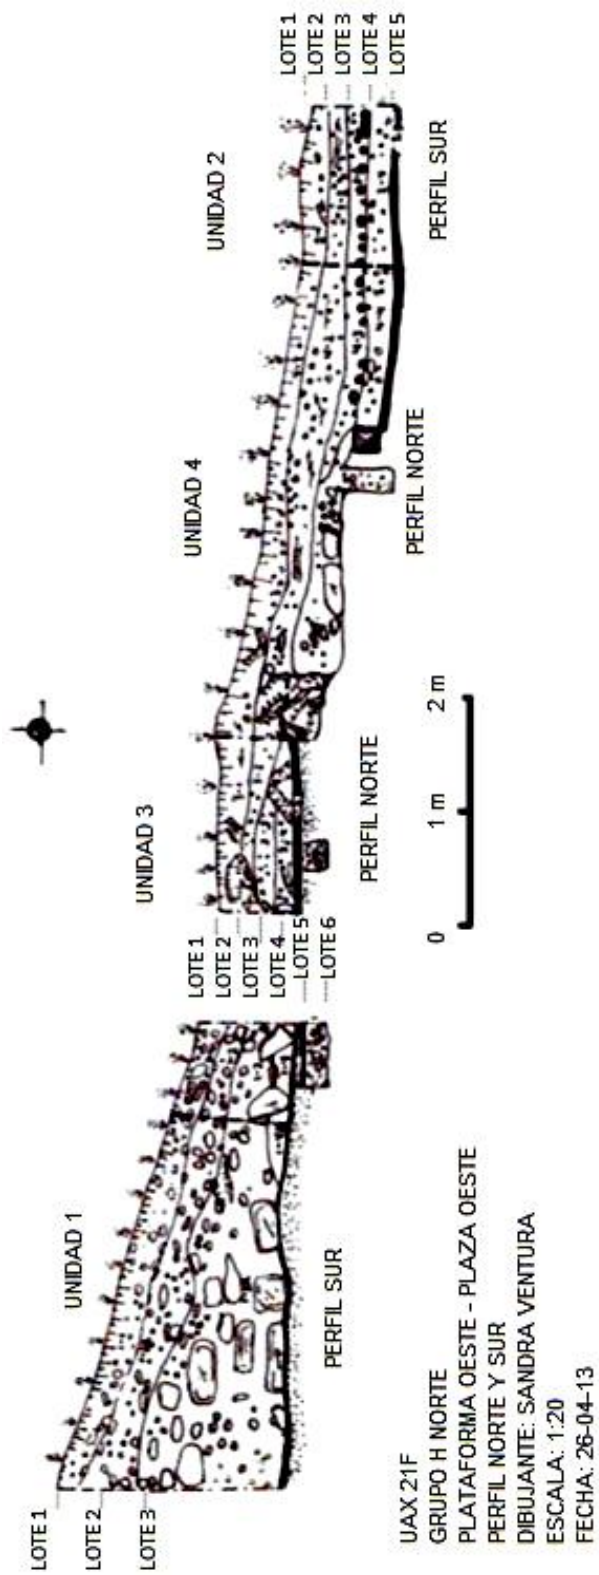 LOTE 1
LOTE 2
LOTE 3
UNIDAD 1
PERFIL SUR
UNIDAD 3
LOTE 1
LOTE 2
LOTE 3
LOTE 4
LOTE 5
LOTE 6
PERFIL NORTE
UNIDAD 4
PERFIL NORTE
UNIDAD 2
PERFIL SUR
LOTE 1
LOTE 2
LOTE 3
LOTE 4
LOTE 5
0 1 m 2 m
UAX 21F
GRUPO H NORTE
PLATAFORMA OESTE - PLAZA OESTE
PERFIL NORTE Y SUR
DIBUJANTE: SANDRA VENTURA
ESCALA: 1:20
FECHA: 26-04-13